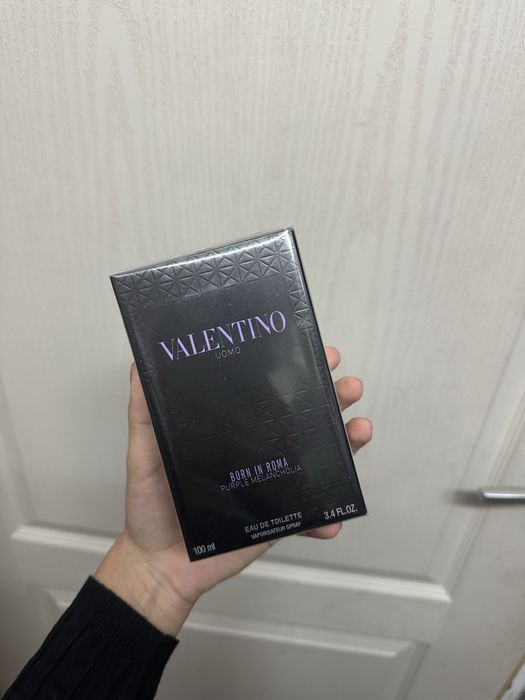 VALENTINO
UOMO
BORN IN ROMA
PURPLE MELANCHOLIA
EAU DE TOILETTE
VAPORISATEUR SPRAY
100 ml
3.4 FL.OZ.